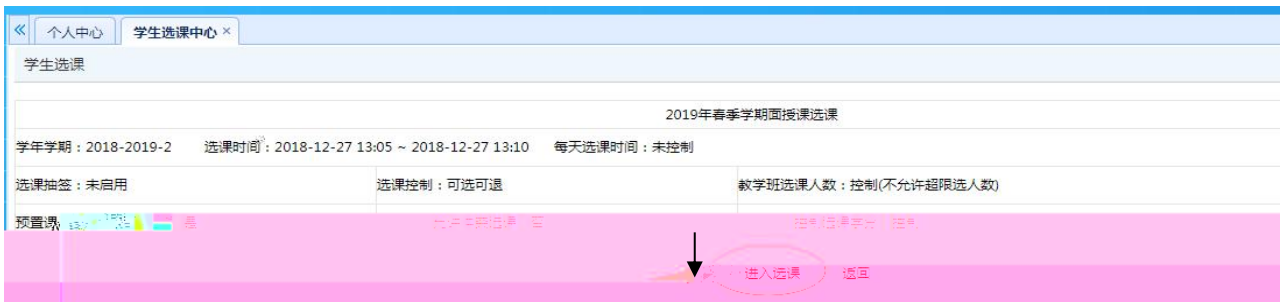 个人中心 学生选课中心 ×
学生选课
2019年春季学期面授课选课
学年学期：2018-2019-2 选课时间：2018-12-27 13:05 ~ 2018-12-27 13:10 每天选课时间：未控制
选课抽签：未启用 选课控制：可选可退 教学班选课人数：控制(不允许超限选人数)
预置课
进入选课 返回